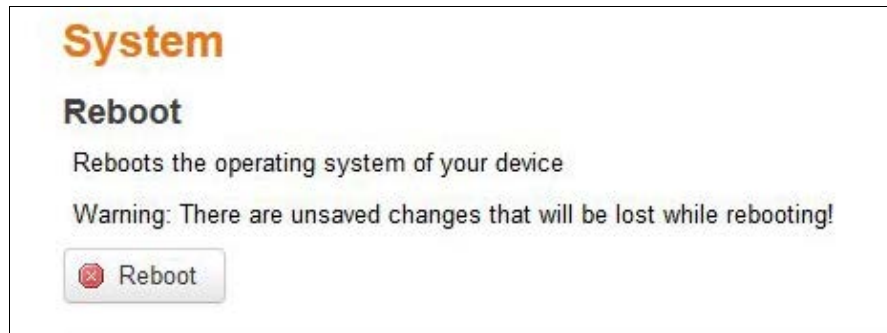 System
Reboot
Reboots the operating system of your device
Warning: There are unsaved changes that will be lost while rebooting!
Reboot